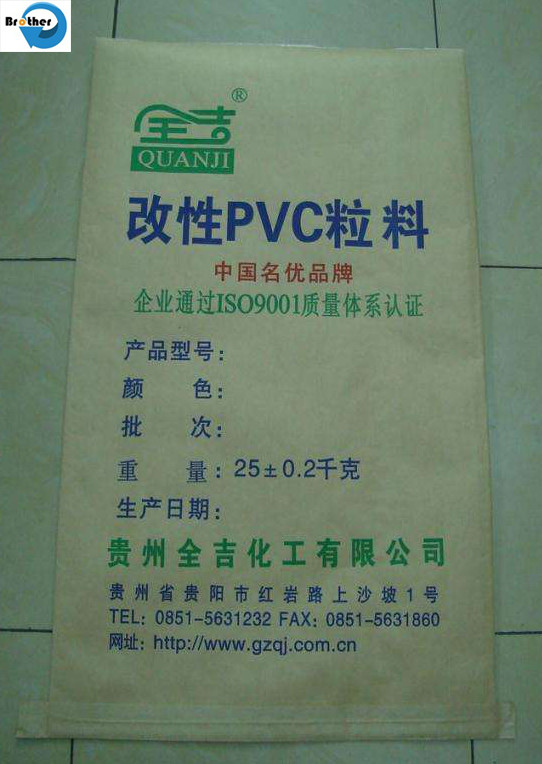 Brother
全吉®
QUANJI
改性PVC粒料
中国名优品牌
企业通过ISO9001质量体系认证
产品型号:
颜 色:
批 次:
重 量: 25±0.2千克
生产日期:
贵州全吉化工有限公司
贵州省贵阳市红岩路上沙坡1号
TEL: 0851-5631232 FAX: 0851-5631860
网址: http://www.gzqj.com.cn